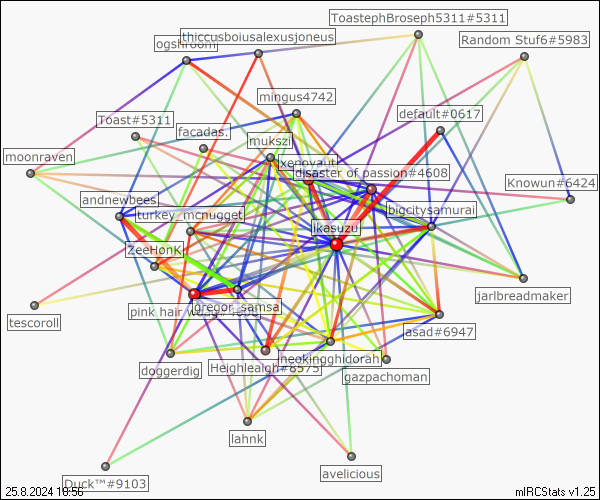 ToastephBroseph5311#5311
thiccusboiusalexusjoneus
ogshroom
Random Stuf6#5983
mingus4742
default#0617
Toast#5311
facadas.
mukszi
xenovault
moonraven
disaster of passion#4608
Knowun#6424
andnewbees
turkey_mcnugget
bigcitysamurai
ikasuzu
ZeeHonKj
jarlbreadmaker
gregor_samsa
pink hair
tescoroll
asad#6947
neokingghidorah
doggerdig
Heighleaigh#8575
gazpachoman
lahnk
avelicious
Duck™#9103
25.8.2024 10:56
mIRCStats v1.25